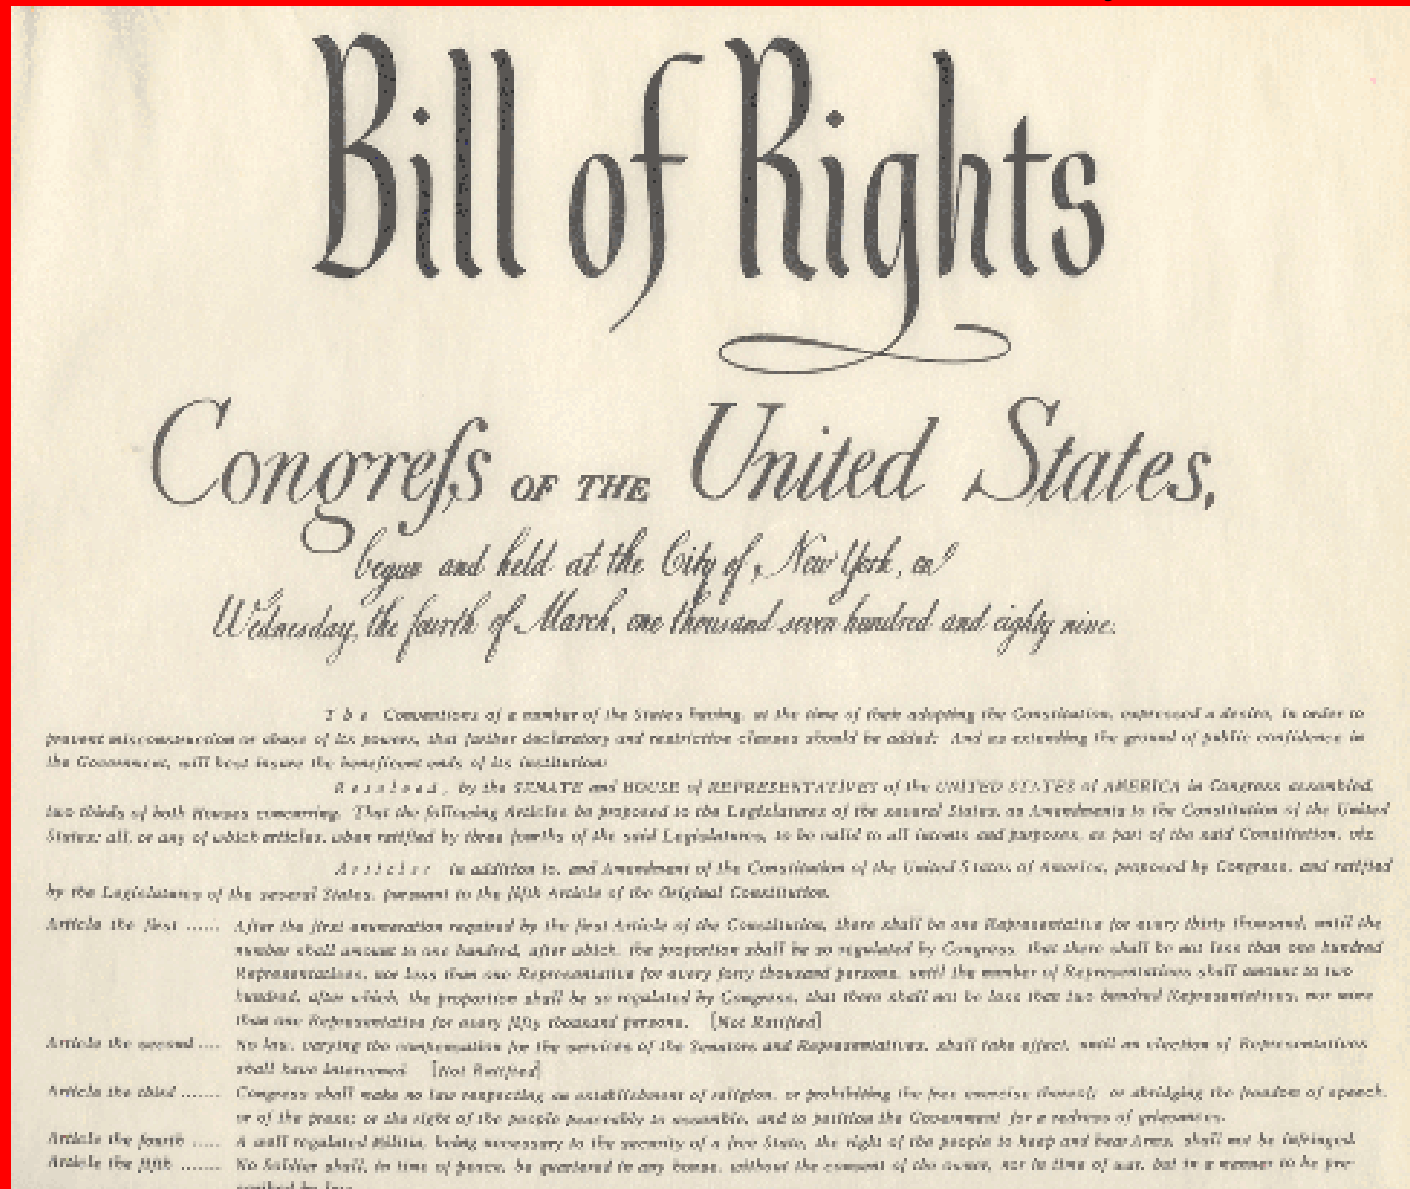 Bill of Rights
Congreſs OF THE United States,
begun and held at the City of New York, on
Wednesday, the fourth of March, one thousand seven hundred and eighty nine.
The Conventions of a number of the States having, at the time of their adopting the Constitution, expressed a desire, in order to
prevent misconstruction or abuse of its powers, that further declaratory and restrictive clauses should be added: And as extending the ground of public confidence in
the Government, will best insure the beneficent ends of its institution:
Resolved, by the SENATE and HOUSE of REPRESENTATIVES of the UNITED STATES of AMERICA in Congress assembled,
two thirds of both Houses concurring, That the following Articles be proposed to the Legislatures of the several States, as Amendments to the Constitution of the United
States; all, or any of which articles, when ratified by three fourths of the said Legislatures, to be valid to all intents and purposes, as part of the said Constitution, viz.
Articles in addition to, and Amendment of the Constitution of the United States of America, proposed by Congress, and ratified
by the Legislatures of the several States, pursuant to the fifth Article of the Original Constitution.
Article the first ...... After the first enumeration required by the first Article of the Constitution, there shall be one Representative for every thirty thousand, until the
number shall amount to one hundred, after which, the proportion shall be so regulated by Congress, that there shall be not less than one hundred
Representatives, nor less than one Representative for every forty thousand persons, until the number of Representatives shall amount to two
hundred, after which, the proportion shall be so regulated by Congress, that there shall not be less than two hundred Representatives, nor more
than one Representative for every fifty thousand persons. [Not Ratified]
Article the second .... No law, varying the compensation for the services of the Senators and Representatives, shall take effect, until an election of Representatives
shall have intervened. [Not Ratified]
Article the third ....... Congress shall make no law respecting an establishment of religion, or prohibiting the free exercise thereof; or abridging the freedom of speech,
or of the press; or the right of the people peaceably to assemble, and to petition the Government for a redress of grievances.
Article the fourth ..... A well regulated Militia, being necessary to the security of a free State, the right of the people to keep and bear Arms, shall not be infringed.
Article the fifth ....... No Soldier shall, in time of peace, be quartered in any house, without the consent of the owner, nor in time of war, but in a manner to be pre-